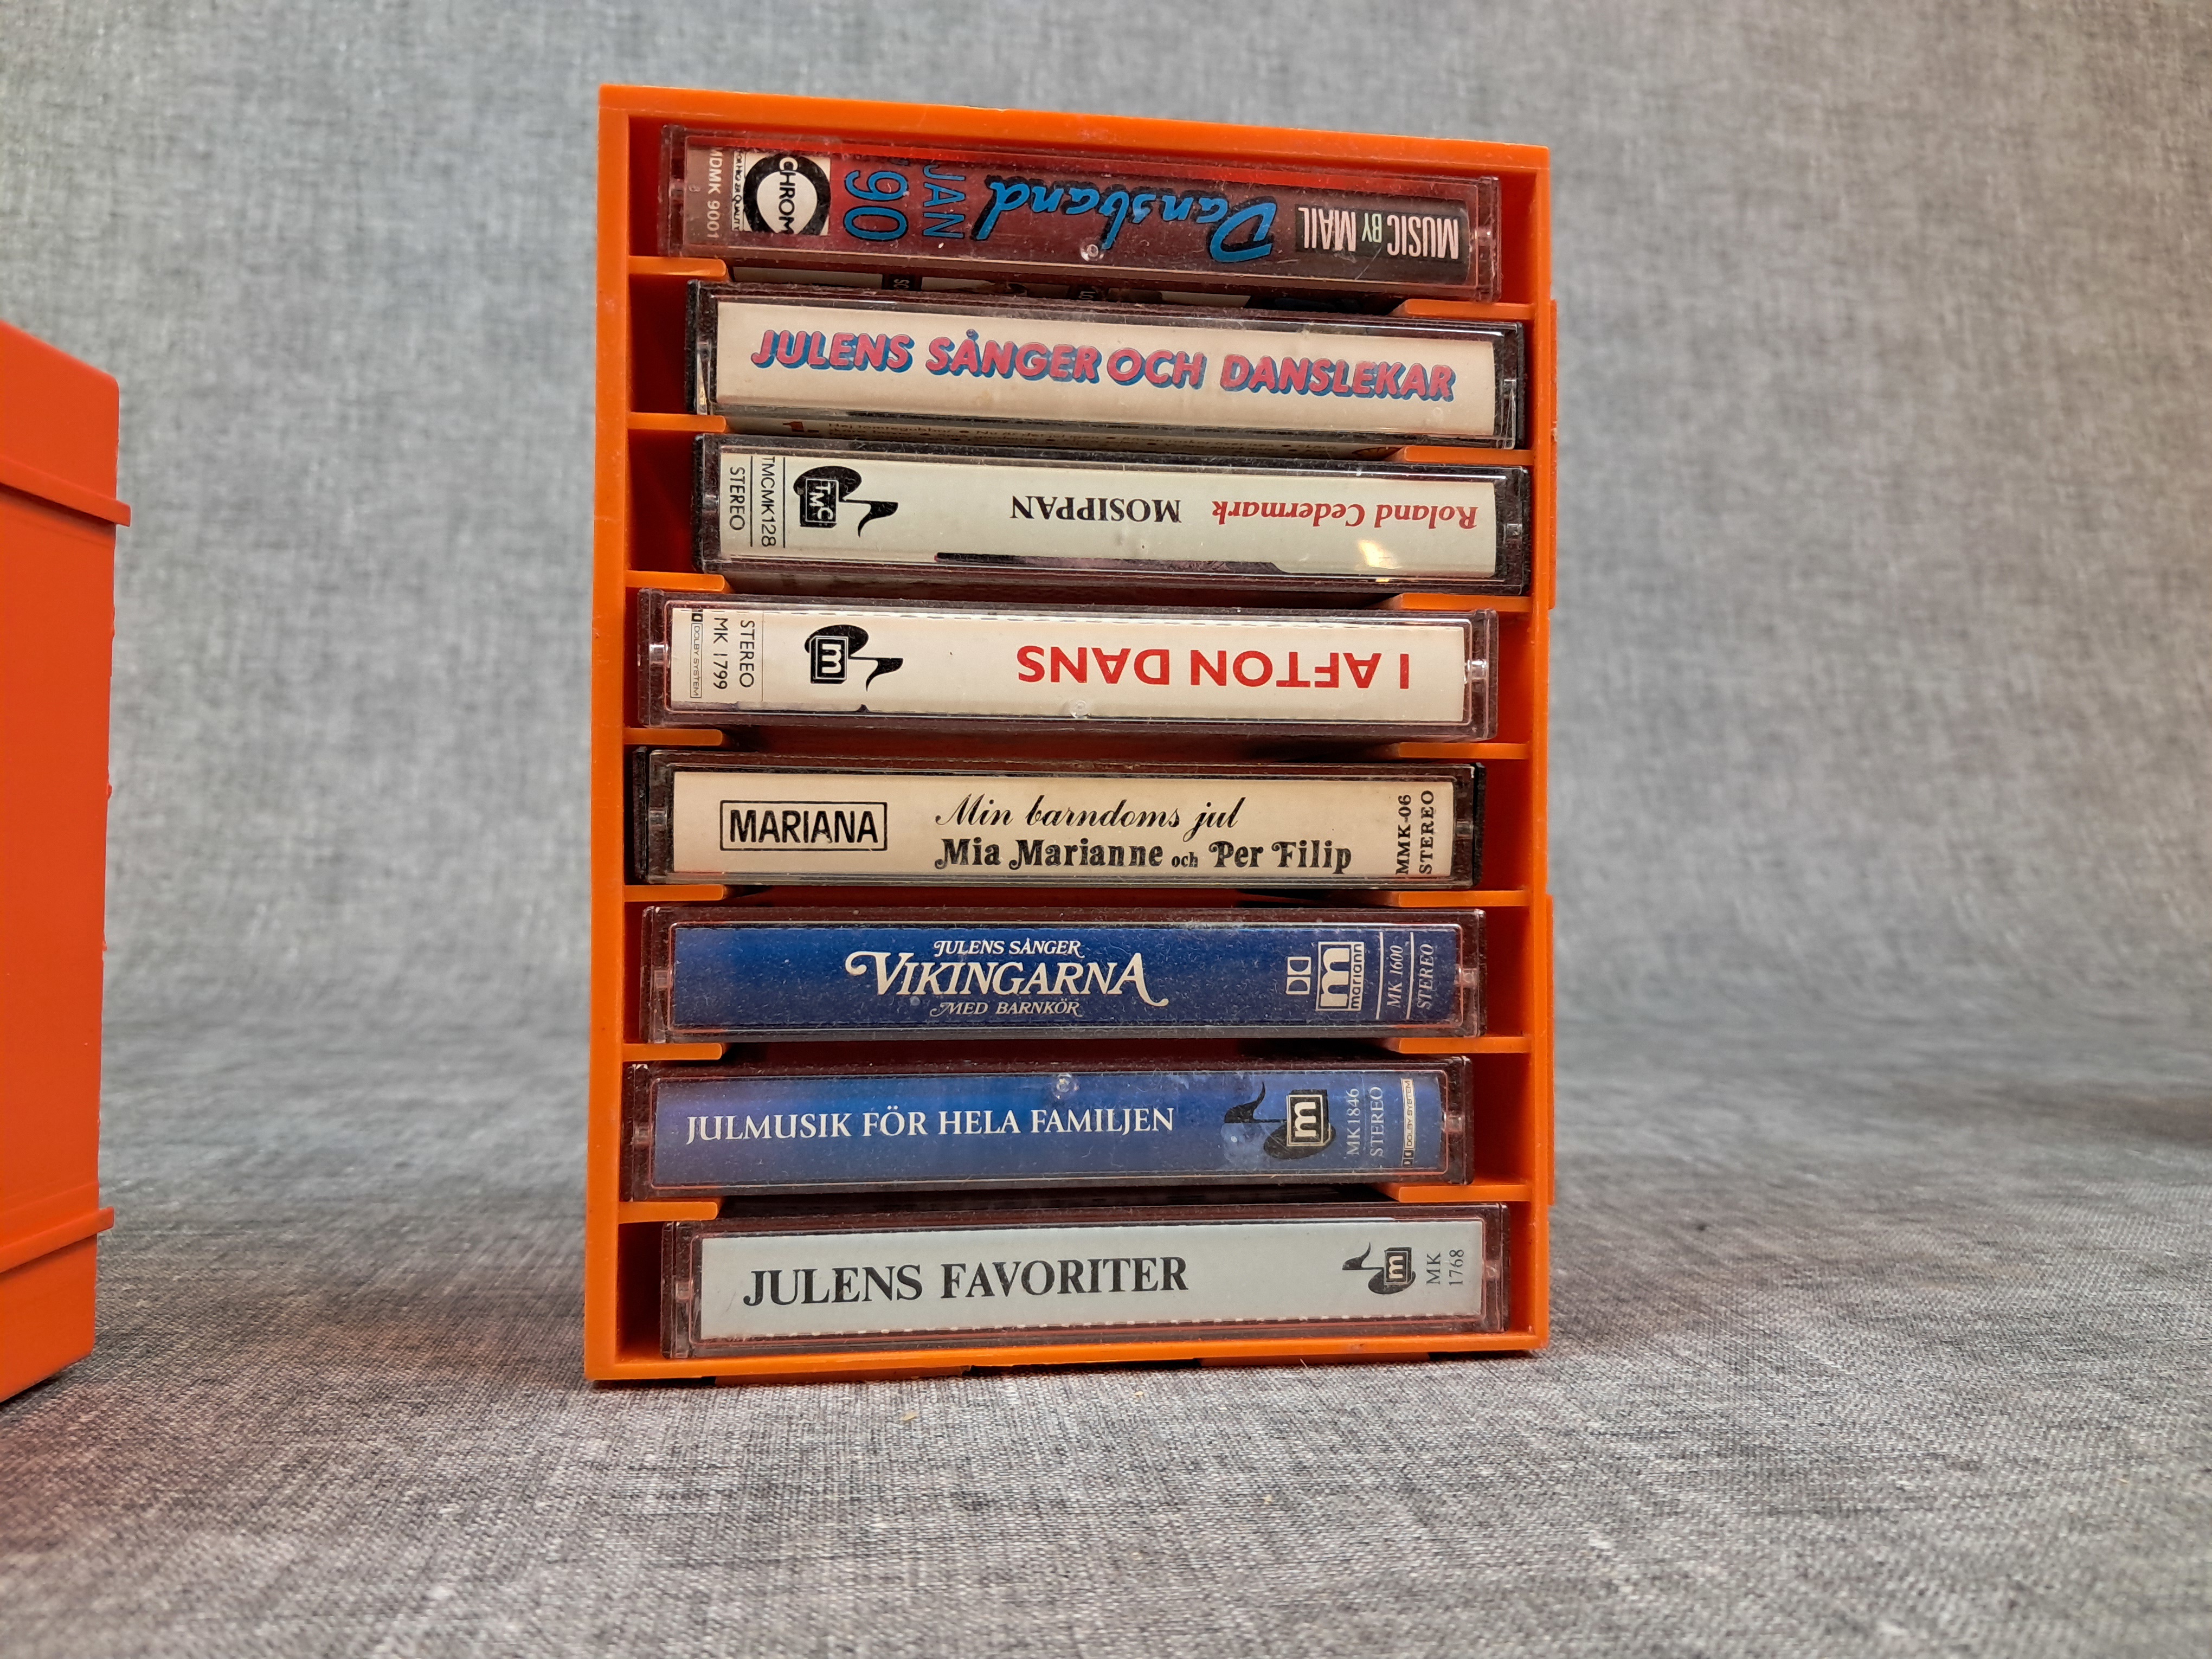 MUSIC BY MAIL
Dansband
JAN
90
CHROM
MDMK 9001
JULENS SÅNGER OCH DANSLEKAR
1.
Roland Cedermark MOSIPPAN
TMC
TMCMK128
STEREO
I AFTON DANS
m
STEREO
MK 1799
DOLBY SYSTEM
MARIANA
Min barndoms jul
Mia Marianne och Per Filip
MMK-06
STEREO
JULENS SÅNGER
VIKINGARNA
MED BARNKÖR
m
mariann
MK 1600
STEREO
JULMUSIK FÖR HELA FAMILJEN
m
MK1846
STEREO
DOLBY SYSTEM
JULENS FAVORITER
m
MK
1768